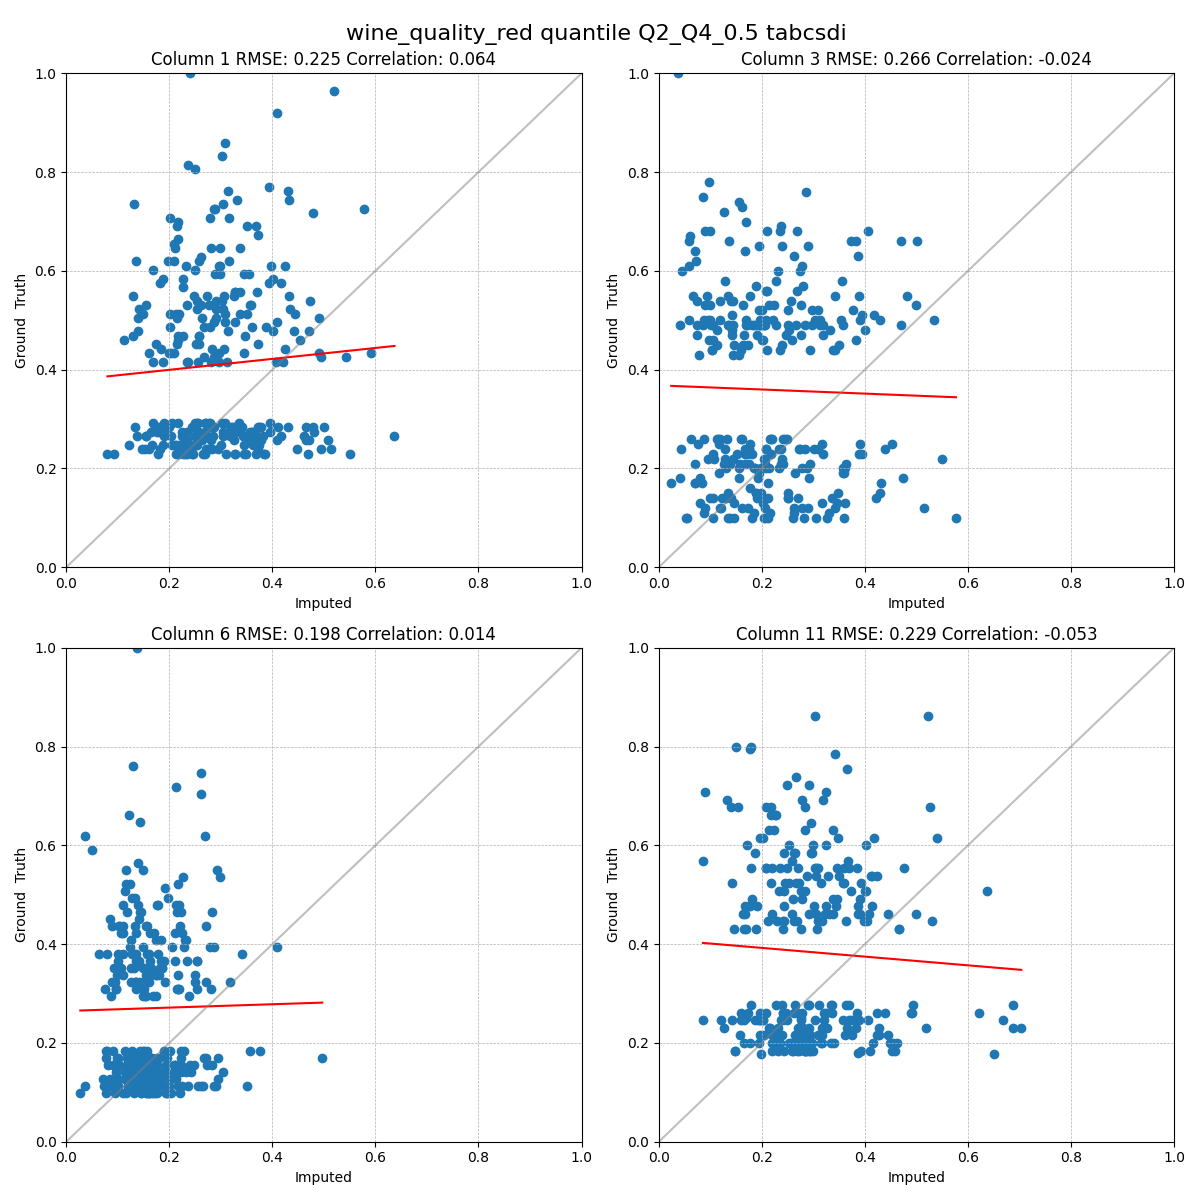 wine_quality_red quantile Q2_Q4_0.5 tabcsdi
Column 1 RMSE: 0.225 Correlation: 0.064
Column 3 RMSE: 0.266 Correlation: -0.024
1.0
0.8
0.6
0.4
0.2
0.0
Ground Truth
0.0 0.2 0.4 0.6 0.8 1.0
Imputed
1.0
0.8
0.6
0.4
0.2
0.0
Ground Truth
0.0 0.2 0.4 0.6 0.8 1.0
Imputed
Column 6 RMSE: 0.198 Correlation: 0.014
Column 11 RMSE: 0.229 Correlation: -0.053
1.0
0.8
0.6
0.4
0.2
0.0
Ground Truth
0.0 0.2 0.4 0.6 0.8 1.0
Imputed
1.0
0.8
0.6
0.4
0.2
0.0
Ground Truth
0.0 0.2 0.4 0.6 0.8 1.0
Imputed